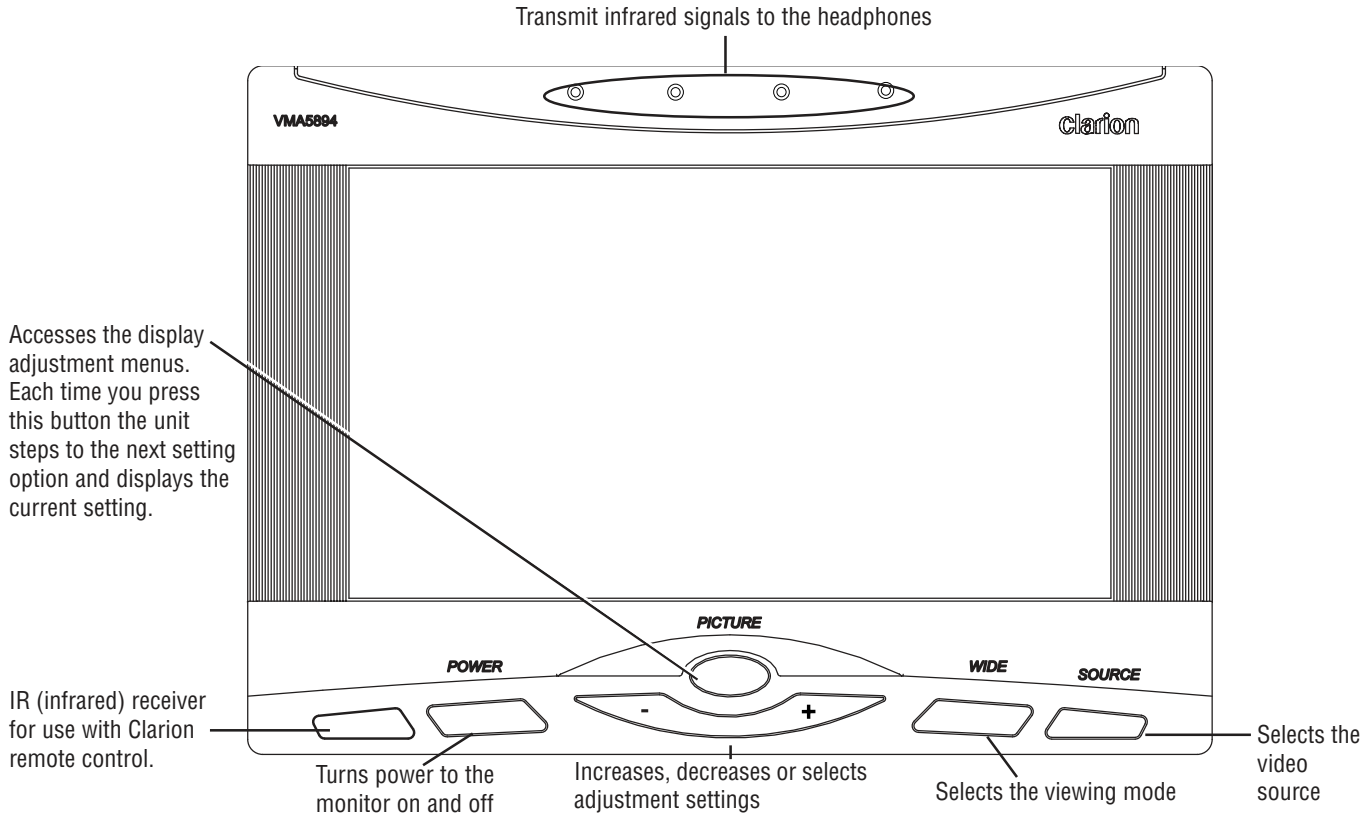 Transmit infrared signals to the headphones
VMA5894
clarion
Accesses the display
adjustment menus.
Each time you press
this button the unit
steps to the next setting
option and displays the
current setting.
PICTURE
POWER
WIDE
SOURCE
-
+
IR (infrared) receiver
for use with Clarion
remote control.
Turns power to the
monitor on and off
Increases, decreases or selects
adjustment settings
Selects the viewing mode
Selects the
video
source